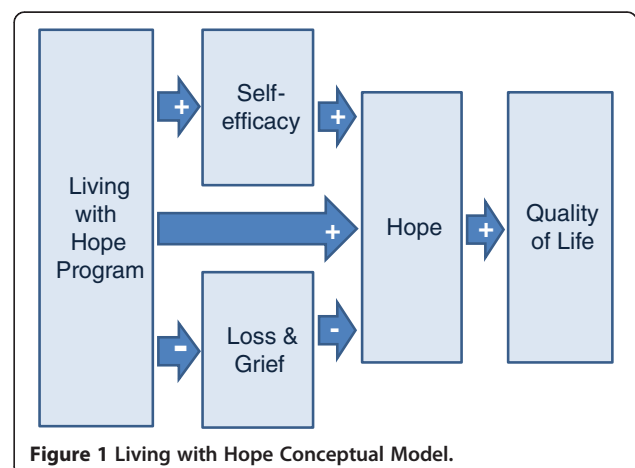 Living
with
Hope
Program
+
Self-
efficacy
+
+
-
Loss &
Grief
-
Hope
+
Quality
of Life
Figure 1 Living with Hope Conceptual Model.